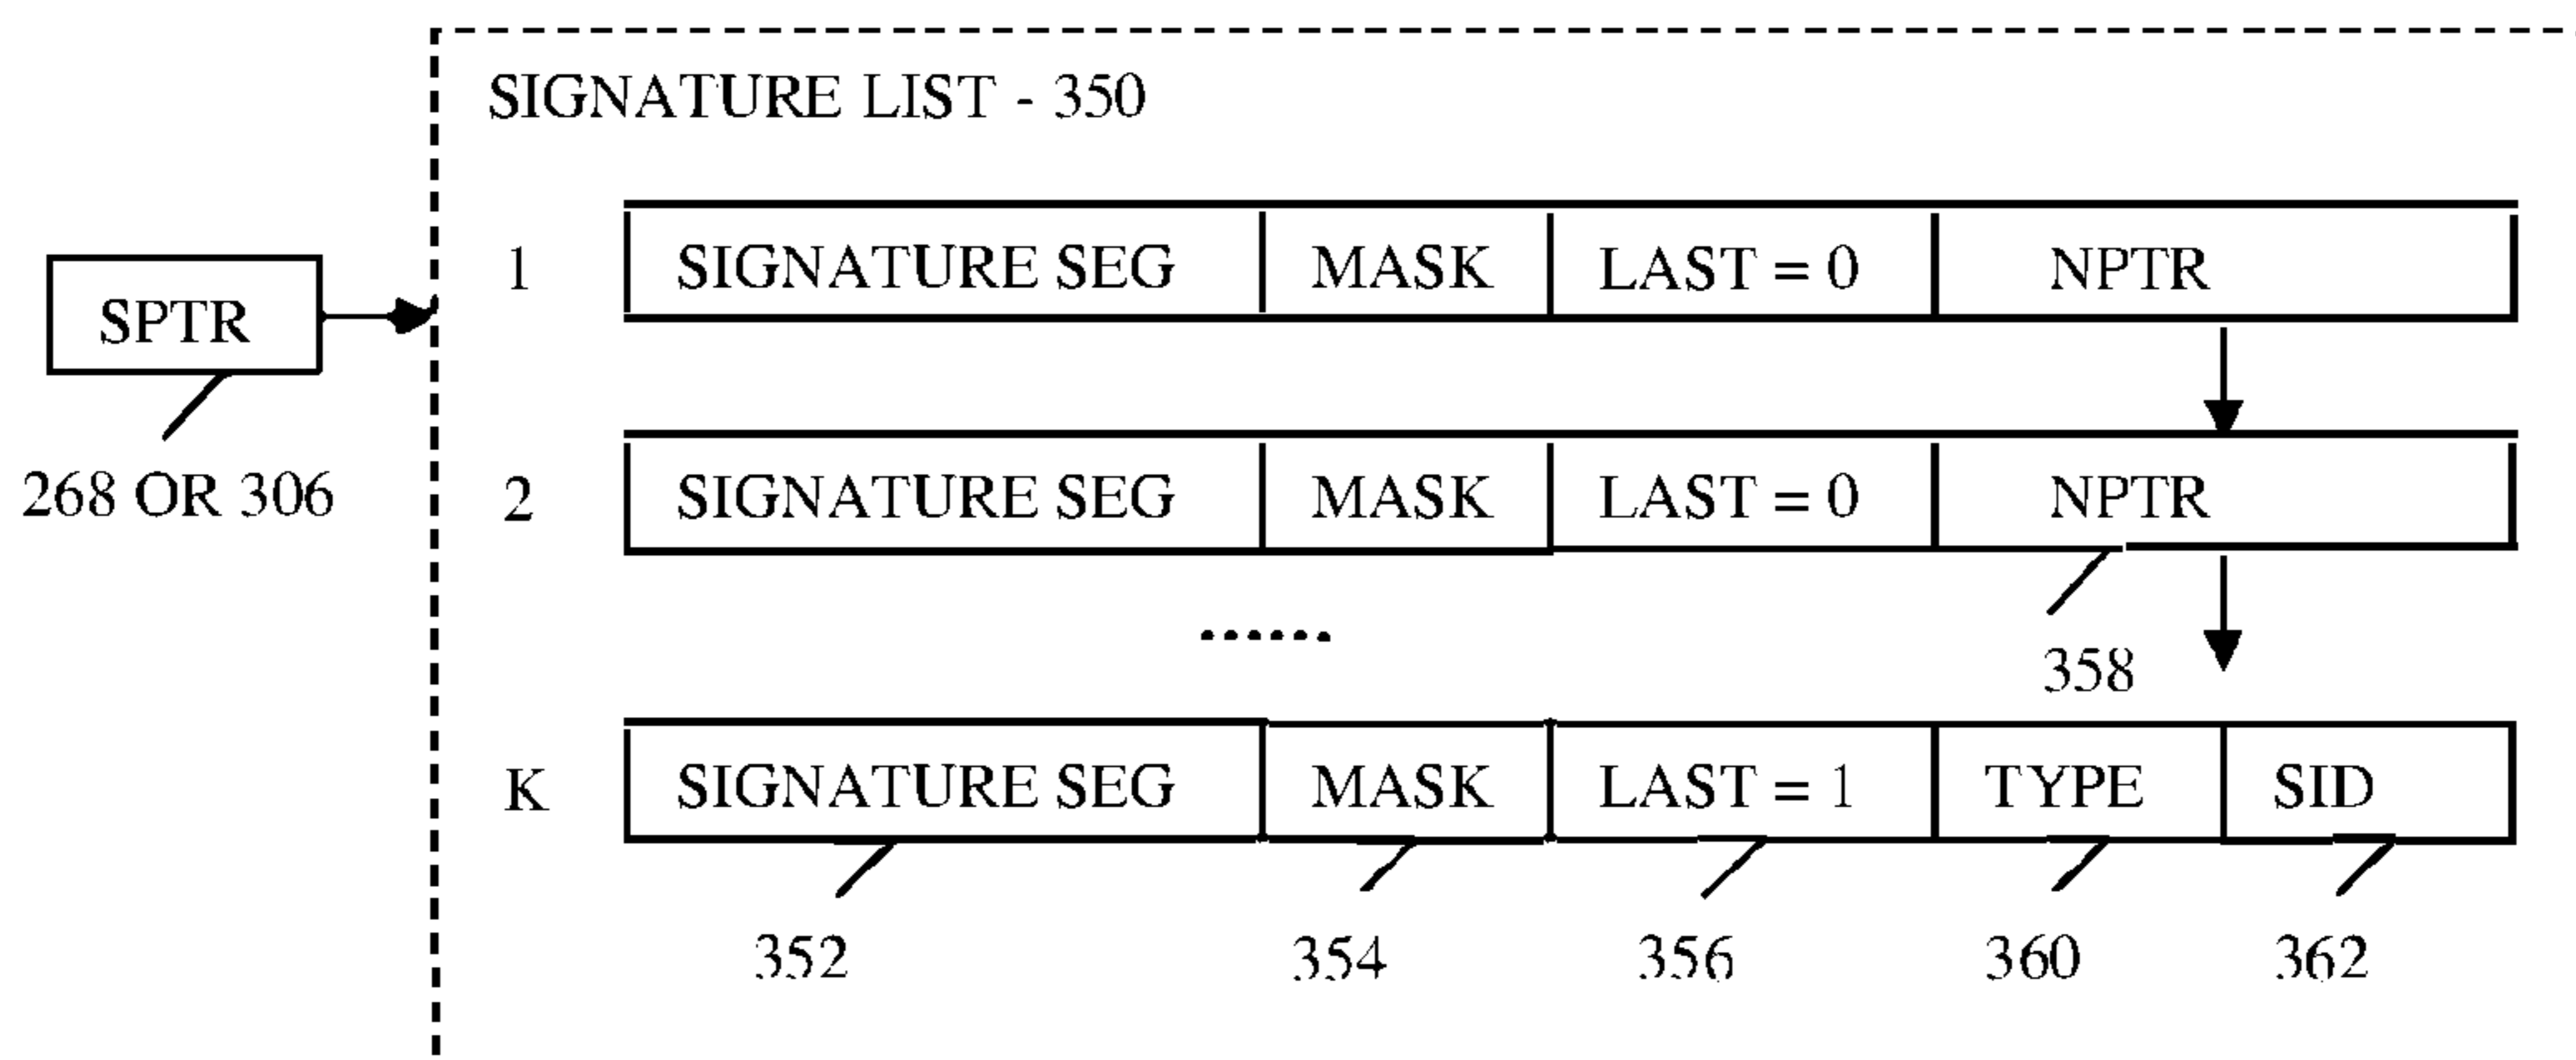 SIGNATURE LIST - 350
1 SIGNATURE SEG MASK LAST = 0 NPTR
SPTR
268 OR 306
2 SIGNATURE SEG MASK LAST = 0 NPTR
......
358
K SIGNATURE SEG MASK LAST = 1 TYPE SID
352 354 356 360 362